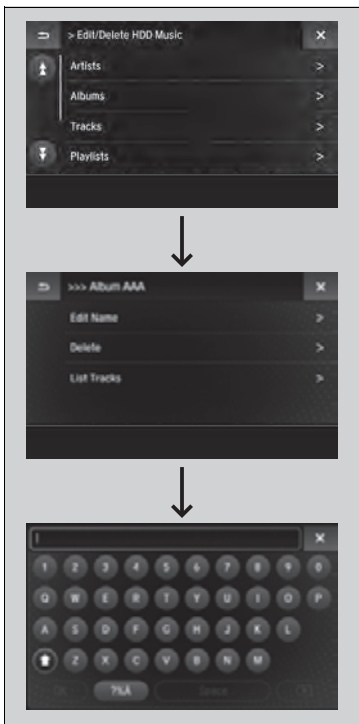 > Edit/Delete HDD Music ×
Artists >
Albums >
Tracks >
Playlists >
>>> Album AAA ×
Edit Name >
Delete >
List Tracks >
×
1 2 3 4 5 6 7 8 9 0
Q W E R T Y U I O P
A S D F G H J K L
Z X C V B N M
OK ?%Å Space